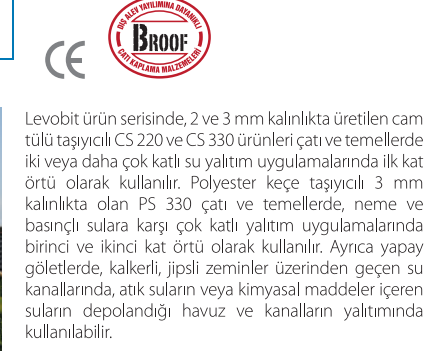 CE
DIŞ ALEV YAYILIMINA DAYANIKLI
BROOF
ÇATI KAPLAMA MALZEMELERİ
Levobit ürün serisinde, 2 ve 3 mm kalınlıkta üretilen cam
tülü taşıyıcılı CS 220 ve CS 330 ürünleri çatı ve temellerde
iki veya daha çok katlı su yalıtım uygulamalarında ilk kat
örtü olarak kullanılır. Polyester keçe taşıyıcılı 3 mm
kalınlıkta olan PS 330 çatı ve temellerde, neme ve
basınçlı sulara karşı çok katlı yalıtım uygulamalarında
birinci ve ikinci kat örtü olarak kullanılır. Ayrıca yapay
göletlerde, kalkerli, jipsli zeminler üzerinden geçen su
kanallarında, atık suların veya kimyasal maddeler içeren
suların depolandığı havuz ve kanalların yalıtımında
kullanılabilir.